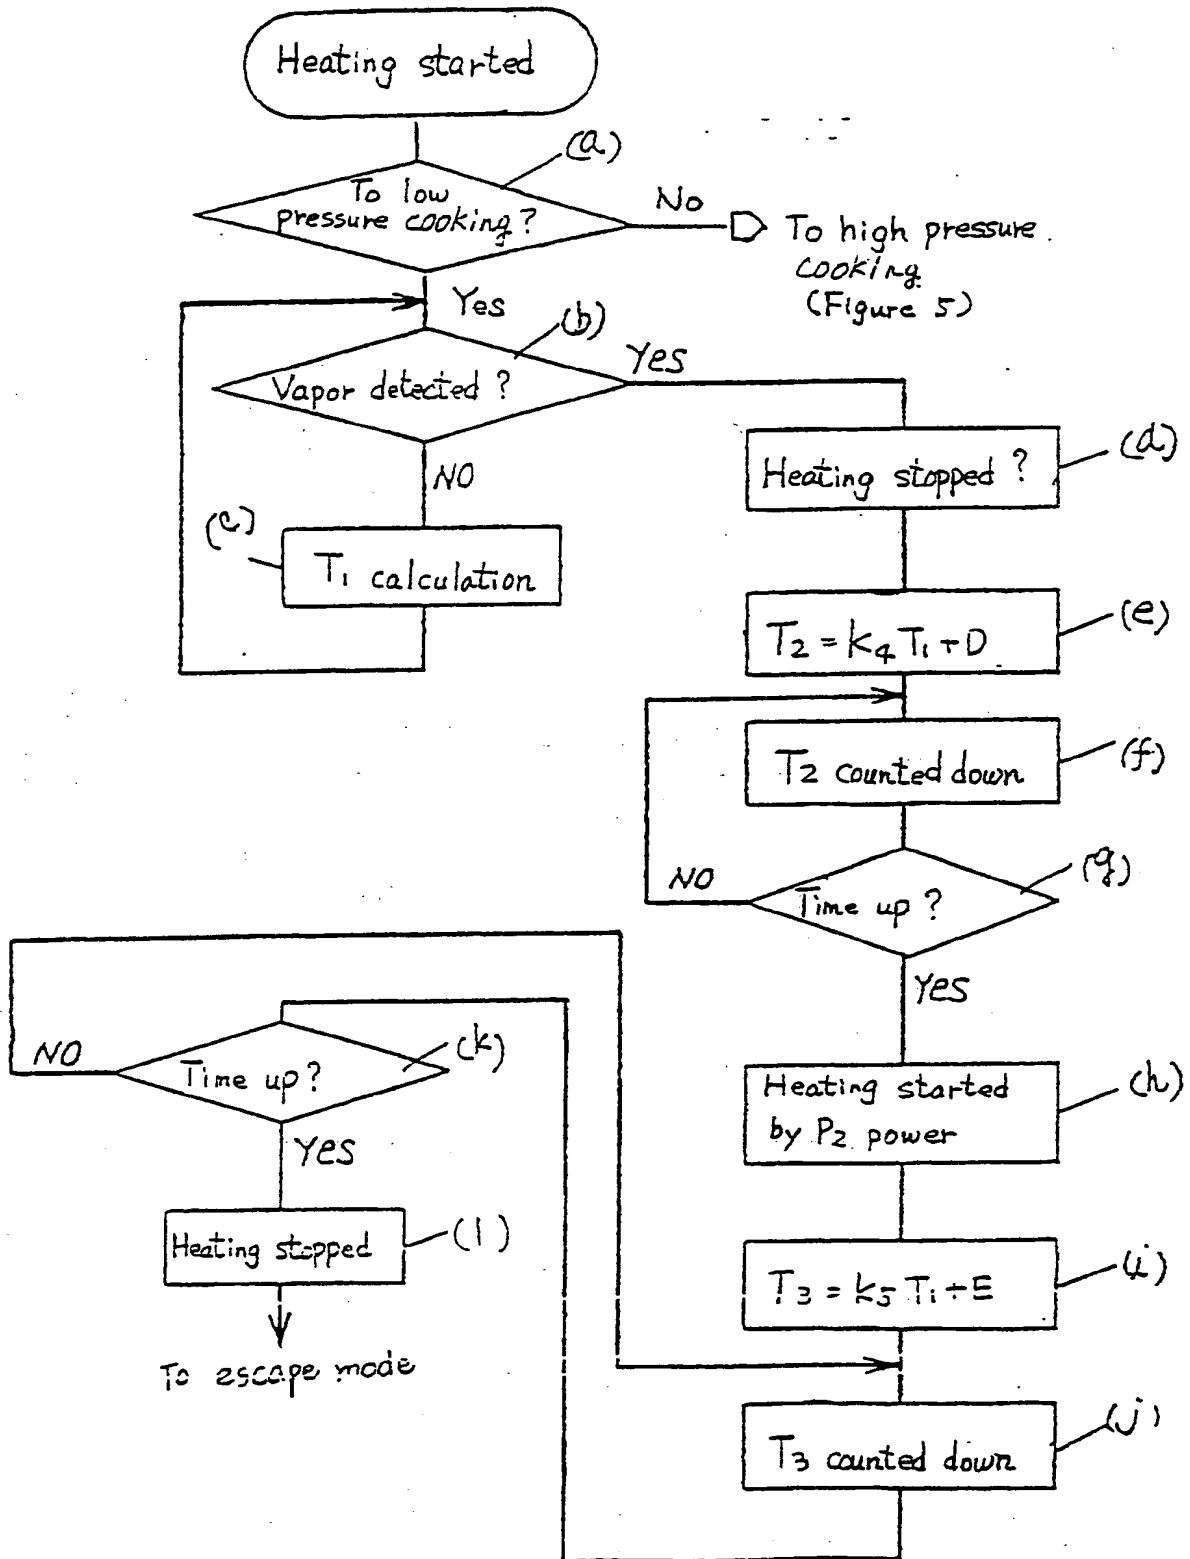 Heating started
(a)
To low
pressure cooking?
No
To high pressure
cooking
(Figure 5)
Yes
(b)
Vapor detected?
YES
NO
(c)
T1 calculation
Heating stopped?
(d)
T2 = k4 T1 + D
(e)
T2 counted down
(f)
Time up?
(g)
NO
YES
Heating started
by P2 power
(h)
T3 = k5 T1 + E
(i)
T3 counted down
(j)
Time up?
(k)
NO
YES
Heating stopped
(l)
To escape mode